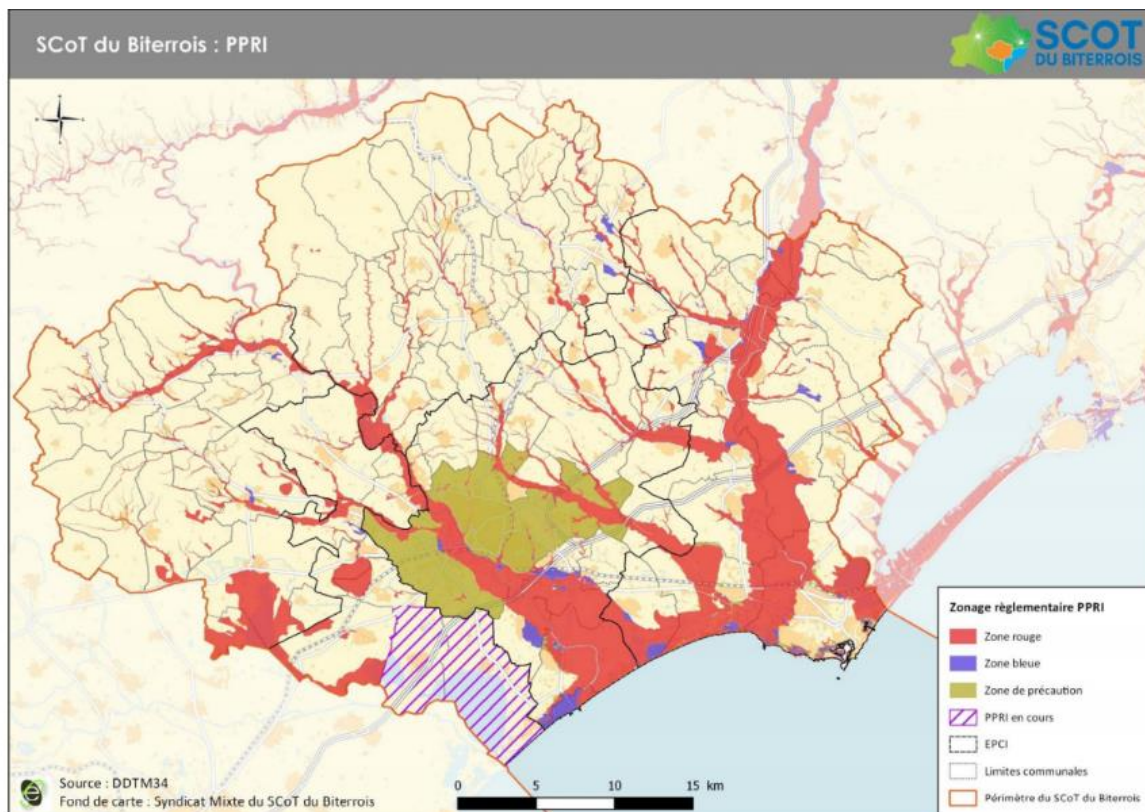 SCoT du Biterrois : PPRI
SCOT
DU BITERROIS
Zonage règlementaire PPRI
Zone rouge
Zone bleue
Zone de précaution
PPRI en cours
EPCI
Limites communales
Périmètre du SCoT du Biterrois
Source : DDTM34
Fond de carte : Syndicat Mixte du SCoT du Biterrois
0 5 10 15 km